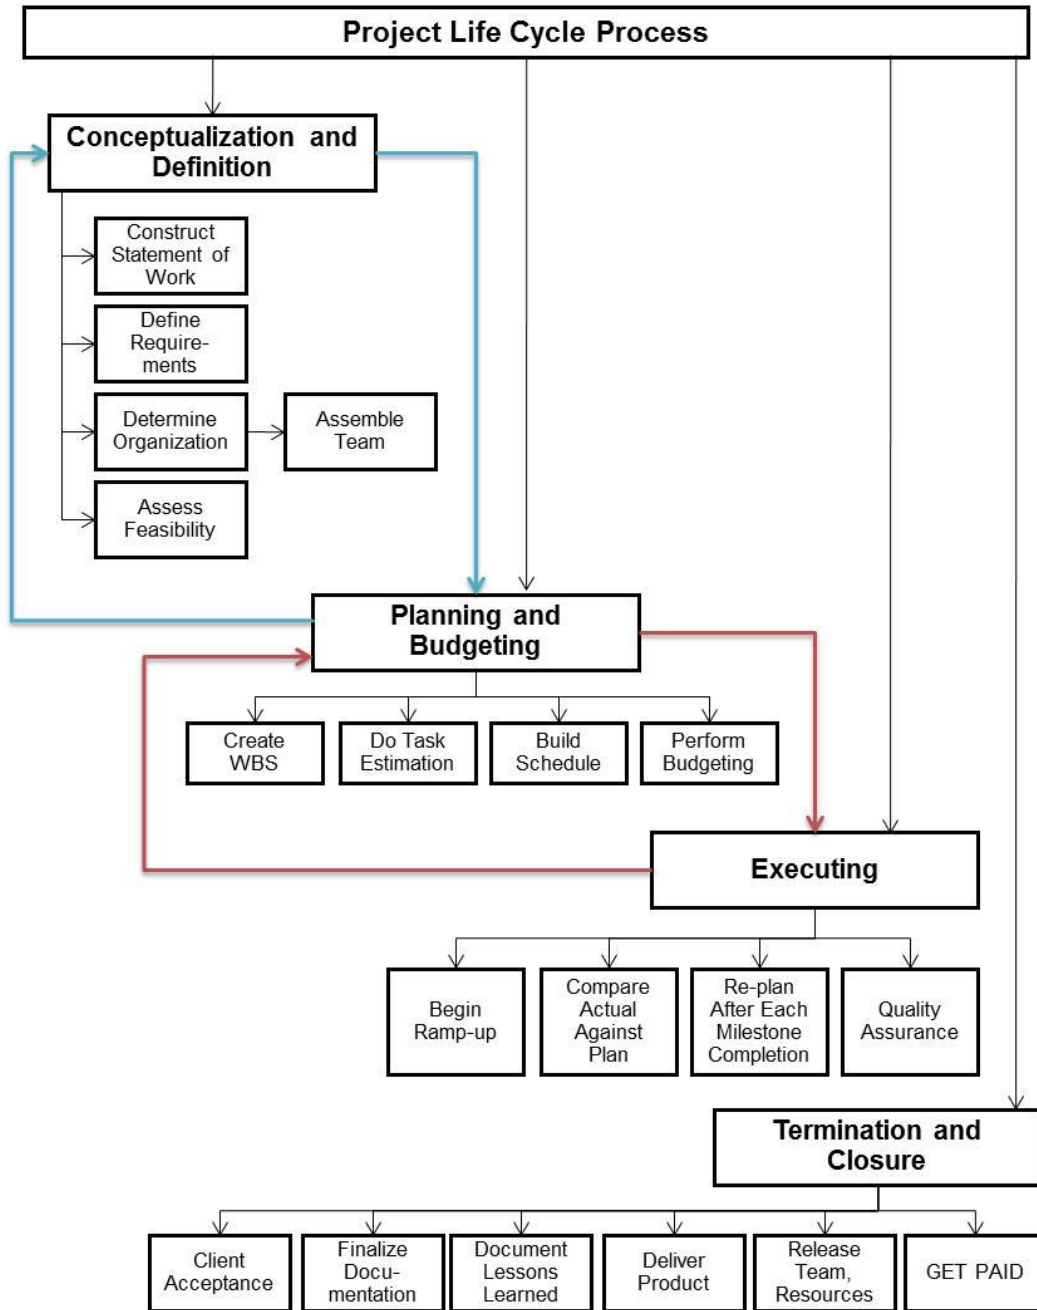 Project Life Cycle Process
Conceptualization and
Definition
Construct
Statement of
Work
Define
Require-
ments
Determine
Organization
Assemble
Team
Assess
Feasibility
Planning and
Budgeting
Create
WBS
Do Task
Estimation
Build
Schedule
Perform
Budgeting
Executing
Begin
Ramp-up
Compare
Actual
Against
Plan
Re-plan
After Each
Milestone
Completion
Quality
Assurance
Termination and
Closure
Client
Acceptance
Finalize
Docu-
mentation
Document
Lessons
Learned
Deliver
Product
Release
Team,
Resources
GET PAID